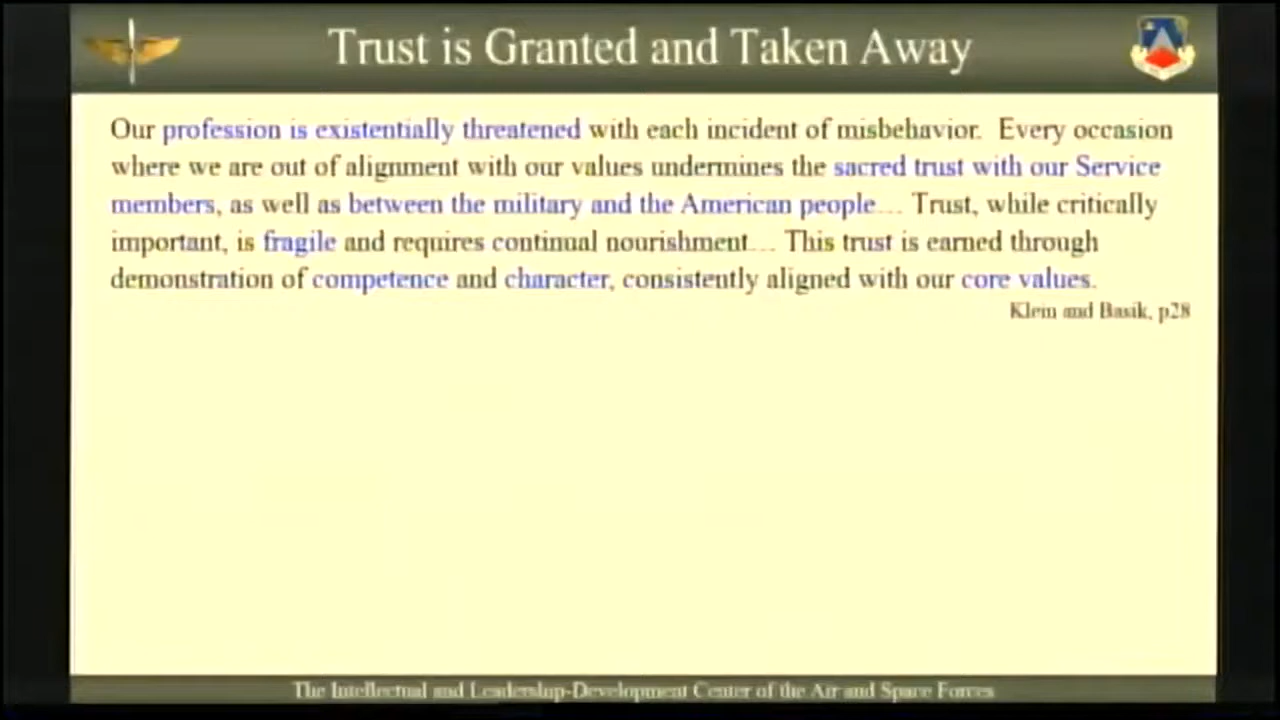 Trust is Granted and Taken Away
Our profession is existentially threatened with each incident of misbehavior. Every occasion
where we are out of alignment with our values undermines the sacred trust with our Service
members, as well as between the military and the American people... Trust, while critically
important, is fragile and requires continual nourishment... This trust is earned through
demonstration of competence and character, consistently aligned with our core values.
Klein and Basik, p28
The Intellectual and Leadership-Development Center of the Air and Space Forces